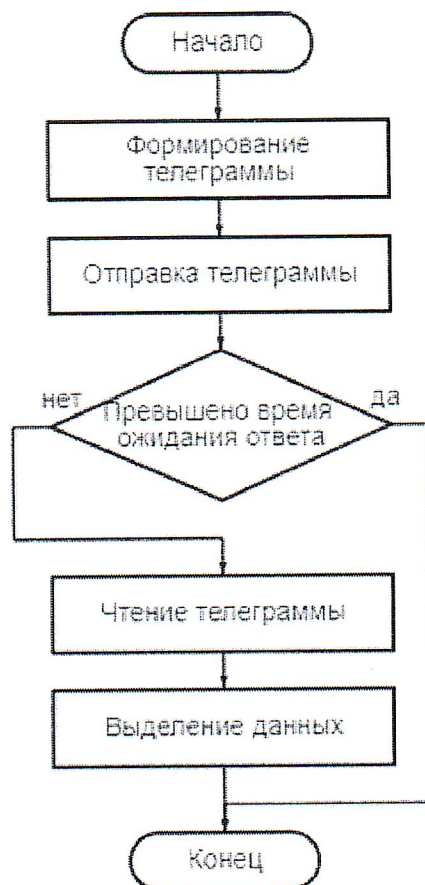 Начало
Формирование
телеграммы
Отправка телеграммы
нет
да
Превышено время
ожидания ответа
Чтение телеграммы
Выделение данных
Конец